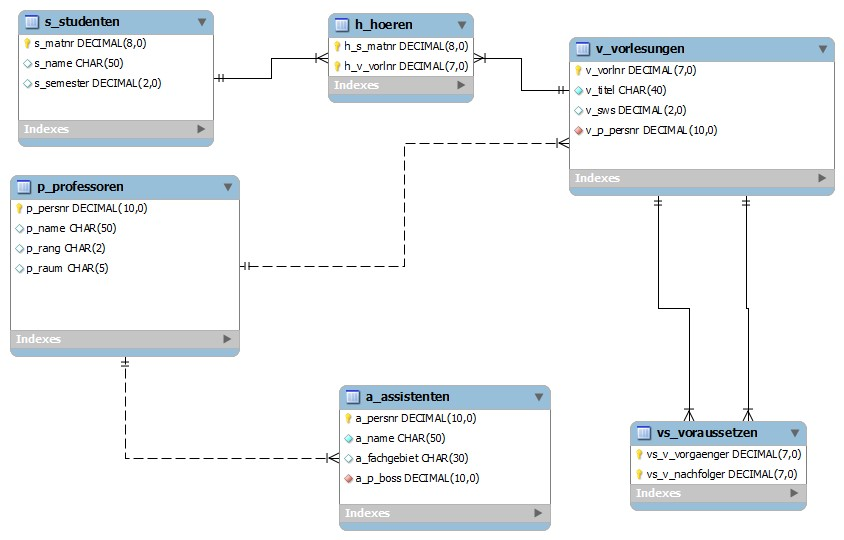 s_studenten
s_matnr DECIMAL(8,0)
s_name CHAR(50)
s_semester DECIMAL(2,0)
Indexes
h_hoeren
h_s_matnr DECIMAL(8,0)
h_v_vorlnr DECIMAL(7,0)
Indexes
v_vorlesungen
v_vorlnr DECIMAL(7,0)
v_titel CHAR(40)
v_sws DECIMAL(2,0)
v_p_persnr DECIMAL(10,0)
Indexes
p_professoren
p_persnr DECIMAL(10,0)
p_name CHAR(50)
p_rang CHAR(2)
p_raum CHAR(5)
Indexes
a_assistenten
a_persnr DECIMAL(10,0)
a_name CHAR(50)
a_fachgebiet CHAR(30)
a_p_boss DECIMAL(10,0)
Indexes
vs_voraussetzen
vs_v_vorgaenger DECIMAL(7,0)
vs_v_nachfolger DECIMAL(7,0)
Indexes